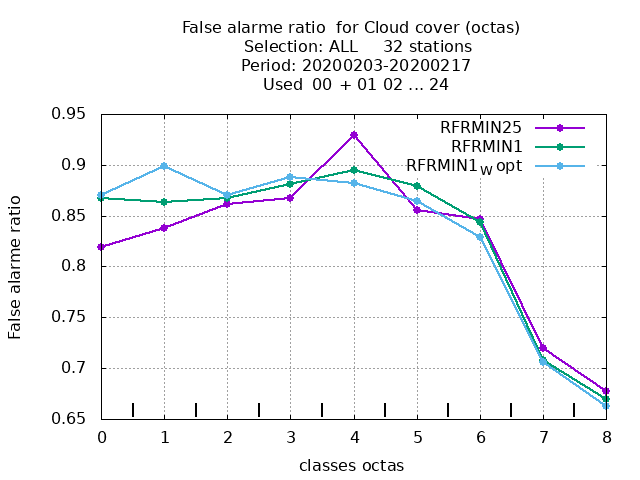 False alarme ratio  for Cloud cover (octas)
Selection: ALL     32 stations
Period: 20200203-20200217
Used  00 + 01 02 ... 24
RFRMIN25
RFRMIN1
RFRMIN1W opt
False alarme ratio
0.95
0.9
0.85
0.8
0.75
0.7
0.65
0 1 2 3 4 5 6 7 8
classes octas